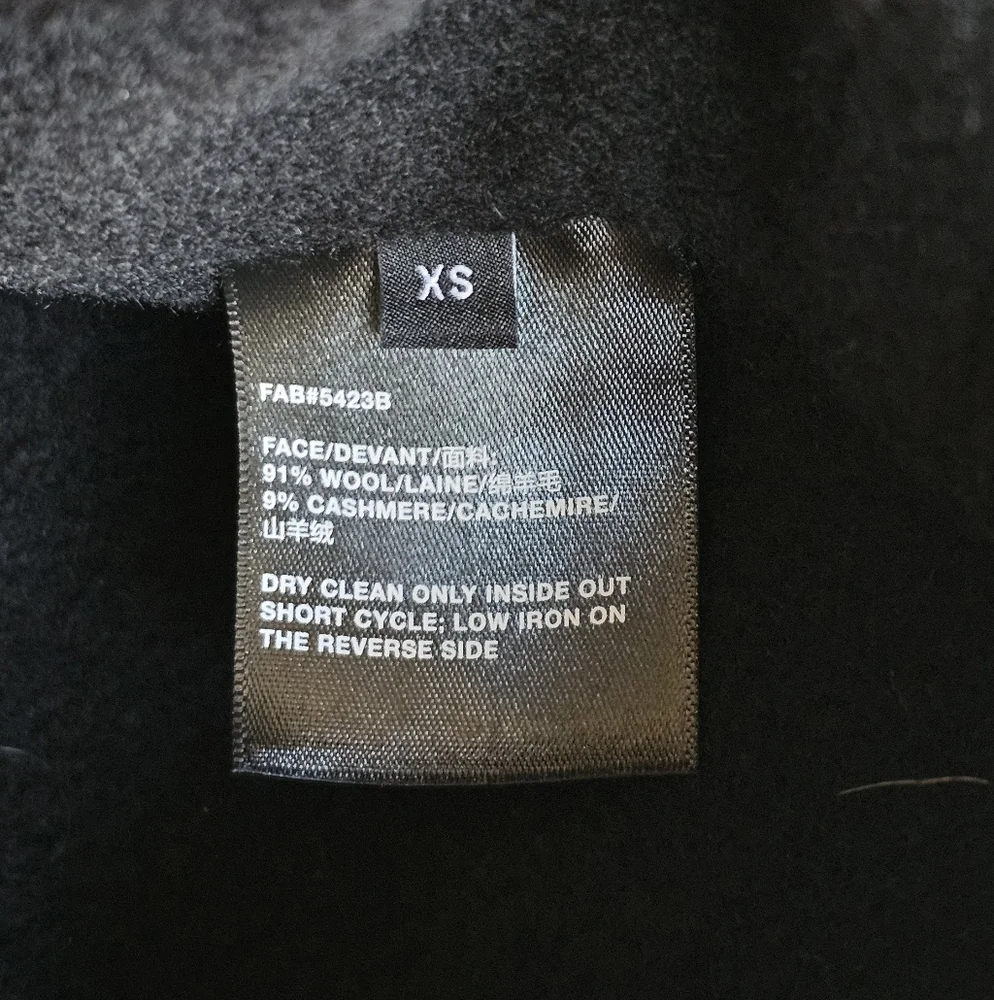 XS
FAB#5423B
FACE/DEVANT/面料:
91% WOOL/LAINE/绵羊毛
9% CASHMERE/CACHEMIRE/
山羊绒
DRY CLEAN ONLY INSIDE OUT
SHORT CYCLE; LOW IRON ON
THE REVERSE SIDE